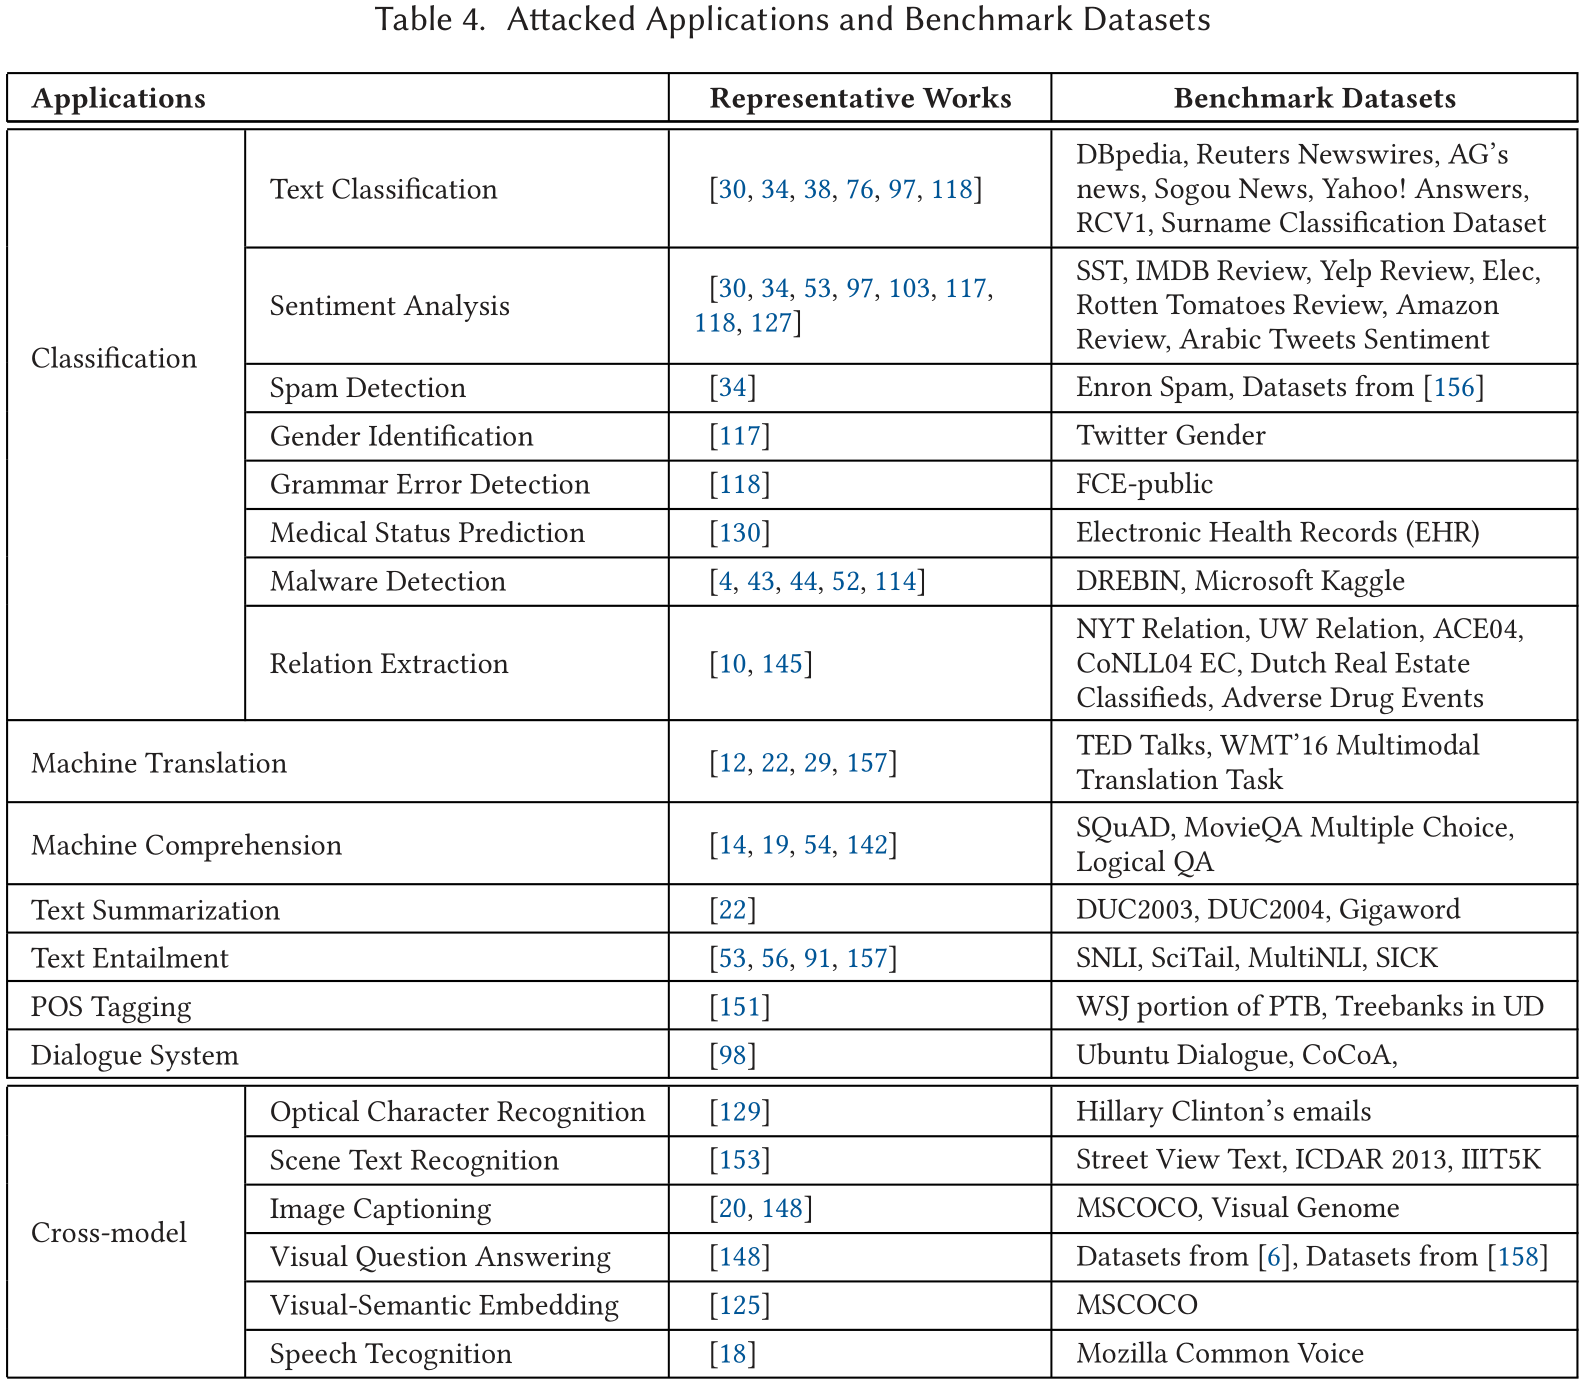 Table 4. Attacked Applications and Benchmark Datasets
Applications Representative Works Benchmark Datasets
Classification
Text Classification [30, 34, 38, 76, 97, 118] DBpedia, Reuters Newswires, AG's
news, Sogou News, Yahoo! Answers,
RCV1, Surname Classification Dataset
Sentiment Analysis [30, 34, 53, 97, 103, 117,
118, 127]
SST, IMDB Review, Yelp Review, Elec,
Rotten Tomatoes Review, Amazon
Review, Arabic Tweets Sentiment
Spam Detection [34] Enron Spam, Datasets from [156]
Gender Identification [117] Twitter Gender
Grammar Error Detection [118] FCE-public
Medical Status Prediction [130] Electronic Health Records (EHR)
Malware Detection [4, 43, 44, 52, 114] DREBIN, Microsoft Kaggle
Relation Extraction [10, 145] NYT Relation, UW Relation, ACE04,
CoNLL04 EC, Dutch Real Estate
Classifieds, Adverse Drug Events
Machine Translation [12, 22, 29, 157] TED Talks, WMT'16 Multimodal
Translation Task
Machine Comprehension [14, 19, 54, 142] SQuAD, MovieQA Multiple Choice,
Logical QA
Text Summarization [22] DUC2003, DUC2004, Gigaword
Text Entailment [53, 56, 91, 157] SNLI, SciTail, MultiNLI, SICK
POS Tagging [151] WSJ portion of PTB, Treebanks in UD
Dialogue System [98] Ubuntu Dialogue, CoCoA,
Cross-model
Optical Character Recognition [129] Hillary Clinton's emails
Scene Text Recognition [153] Street View Text, ICDAR 2013, IIIT5K
Image Captioning [20, 148] MSCOCO, Visual Genome
Visual Question Answering [148] Datasets from [6], Datasets from [158]
Visual-Semantic Embedding [125] MSCOCO
Speech Tecognition [18] Mozilla Common Voice